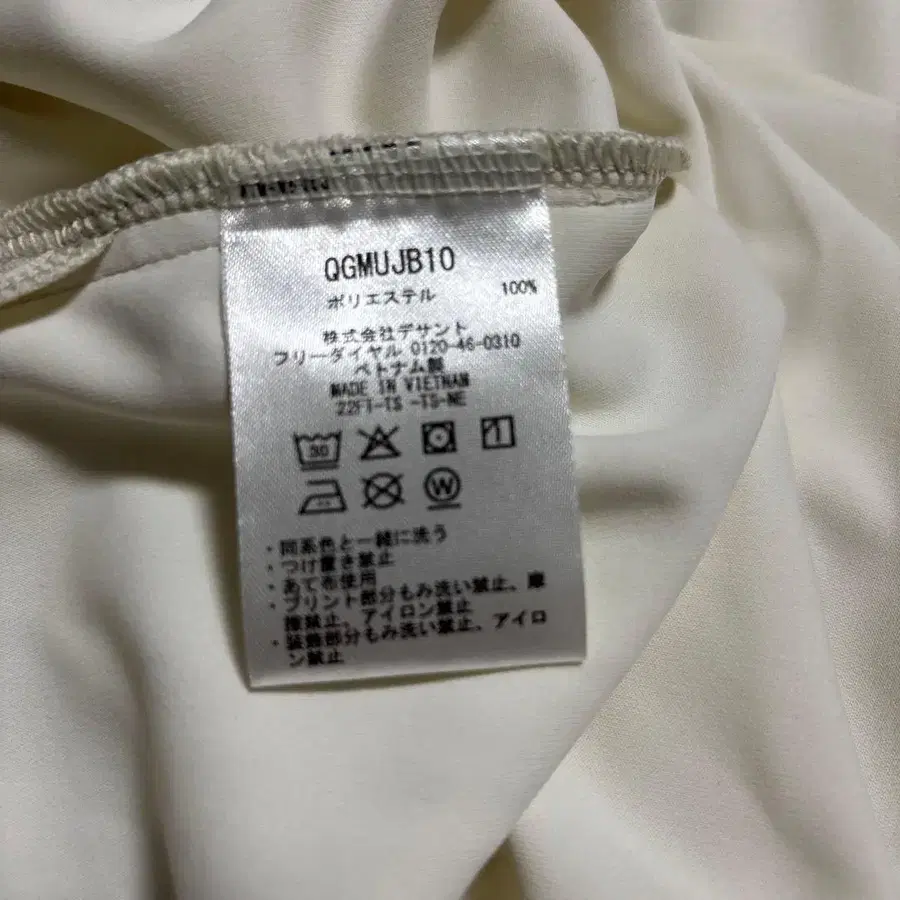 QGMUJB10
ポリエステル 100%
株式会社デサント
フリーダイヤル 0120-46-0310
ベトナム製
MADE IN VIETNAM
22F1-TS -TS-NE
30
W
・同系色と一緒に洗う
・つけ置き禁止
・あて布使用
・プリント部分もみ洗い禁止、摩
擦禁止、アイロン禁止
・装飾部分もみ洗い禁止、アイロ
ン禁止